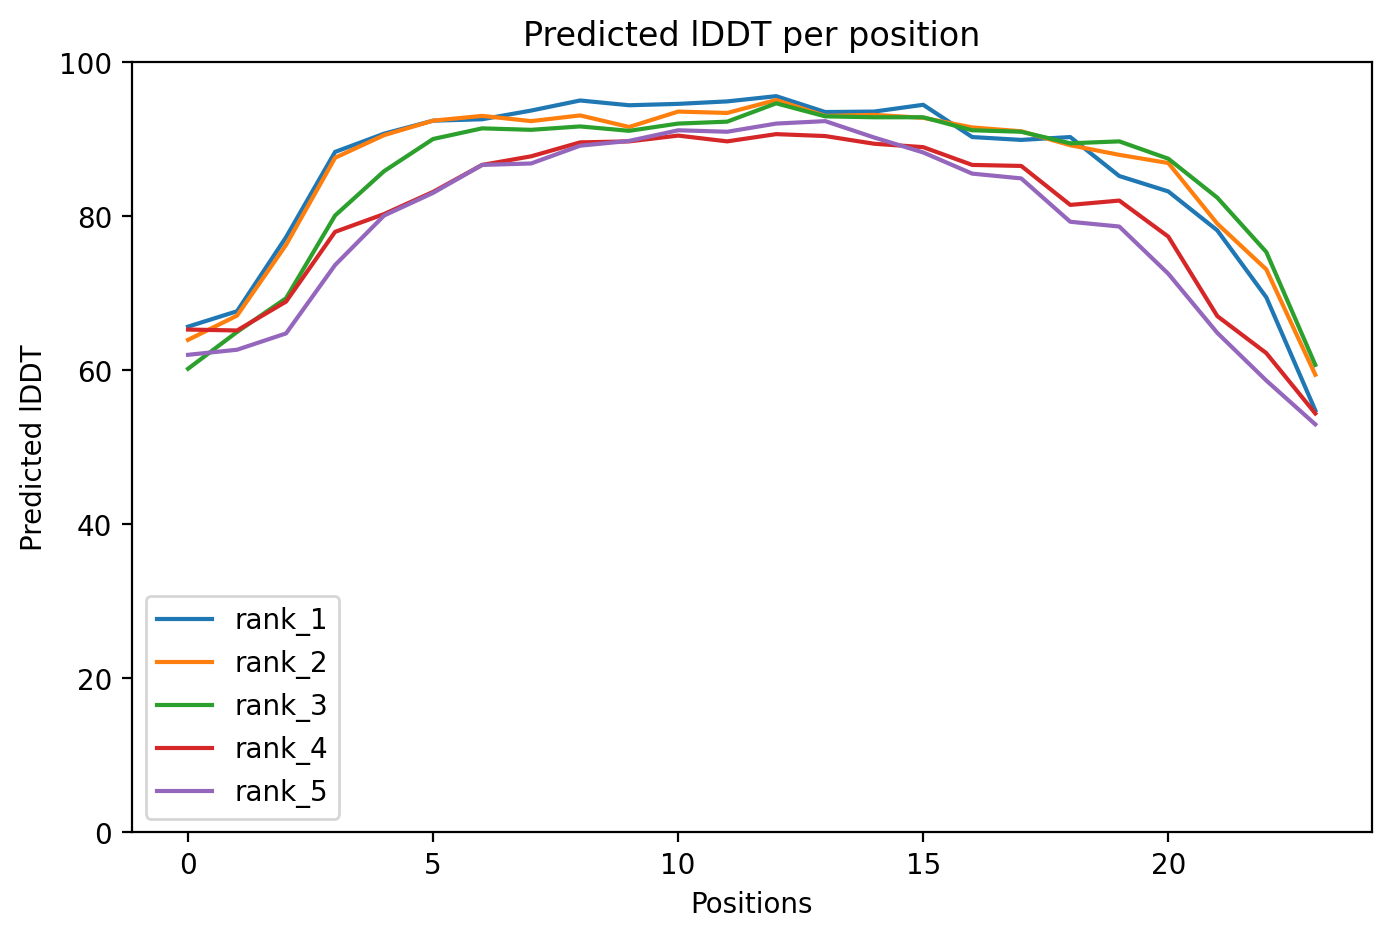 Predicted lDDT per position
100
80
60
40
20
0
Predicted lDDT
rank_1
rank_2
rank_3
rank_4
rank_5
0 5 10 15 20
Positions